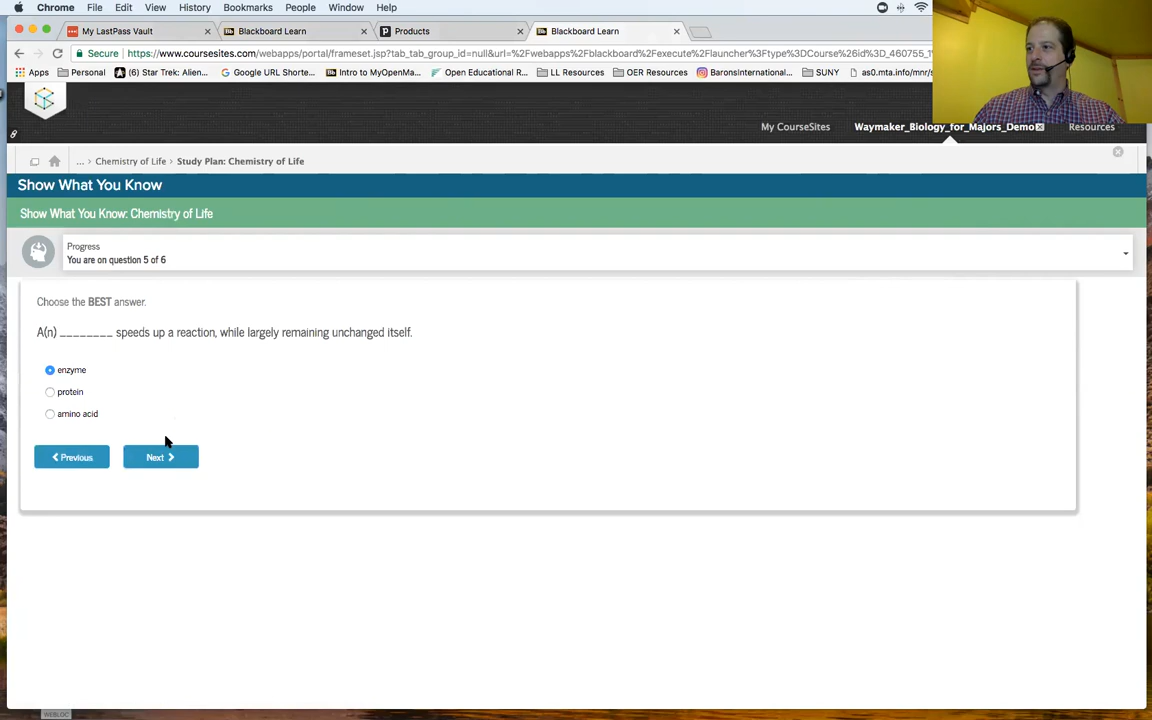 Chrome File Edit View History Bookmarks People Window Help
My LastPass Vault Blackboard Learn Products Blackboard Learn
Secure https://www.coursesites.com/webapps/portal/frameset.jsp?tab_tab_group_id=null&url=%2Fwebapps%2Fblackboard%2Fexecute%2Flauncher%3Ftype%3DCourse%26id%3D_460755_1
Apps Personal (6) Star Trek: Alien... Google URL Shorte... Intro to MyOpenMa... Open Educational R... LL Resources OER Resources BaronsInternational... SUNY as0.mta.info/mnr/s
My CourseSites Waymaker_Biology_for_Majors_Demo Resources
... > Chemistry of Life > Study Plan: Chemistry of Life
Show What You Know
Show What You Know: Chemistry of Life
Progress
You are on question 5 of 6
Choose the BEST answer.
A(n) ________ speeds up a reaction, while largely remaining unchanged itself.
enzyme
protein
amino acid
Previous Next
WEBLOC